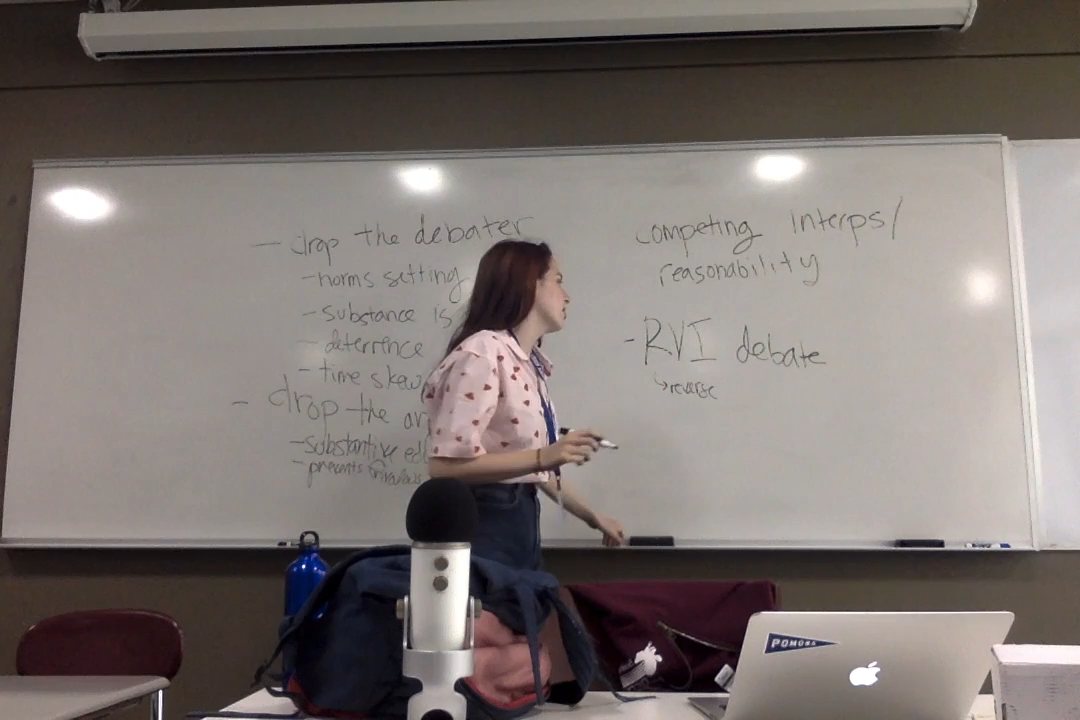 - drop the debater
- norms setting
- substance is
- deterrence
- time skew
- drop the
- substantive
- prevents frivolous
competing interps/
reasonability
- RVI debate
↳ reverse
POMONA